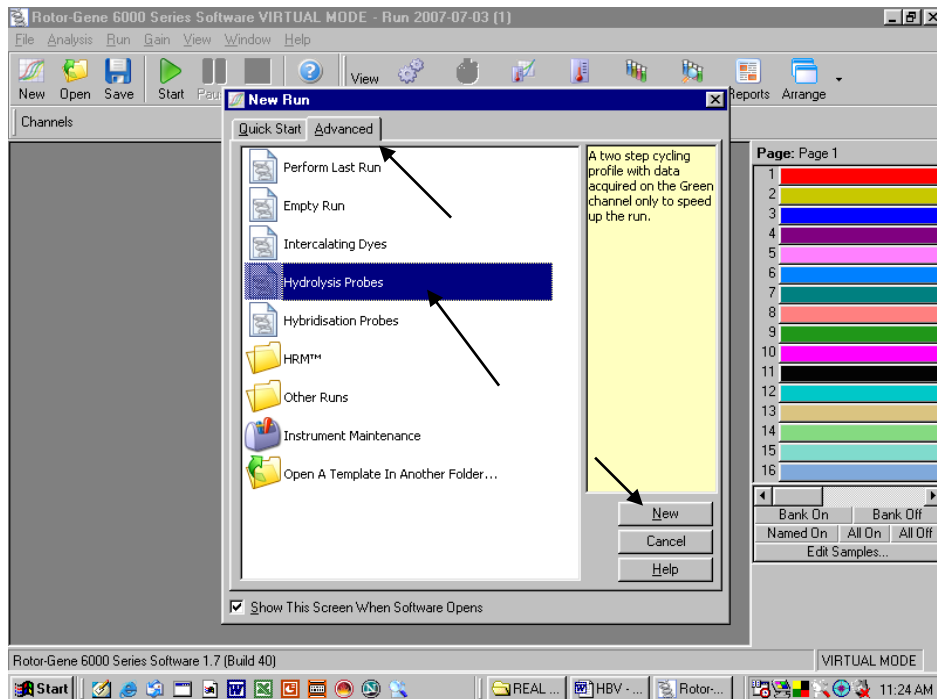 Rotor-Gene 6000 Series Software VIRTUAL MODE - Run 2007-07-03 (1)
File Analysis Run Gain View Window Help
New Open Save Start Pau View Reports Arrange
Channels
New Run
Quick Start Advanced
Perform Last Run
Empty Run
Intercalating Dyes
Hydrolysis Probes
Hybridisation Probes
HRM™
Other Runs
Instrument Maintenance
Open A Template In Another Folder...
A two step cycling
profile with data
acquired on the Green
channel only to speed
up the run.
New
Cancel
Help
Show This Screen When Software Opens
Page: Page 1
1
2
3
4
5
6
7
8
9
10
11
12
13
14
15
16
Bank On Bank Off
Named On All On All Off
Edit Samples...
Rotor-Gene 6000 Series Software 1.7 (Build 40) VIRTUAL MODE
Start REAL ... HBV - ... Rotor-... 11:24 AM